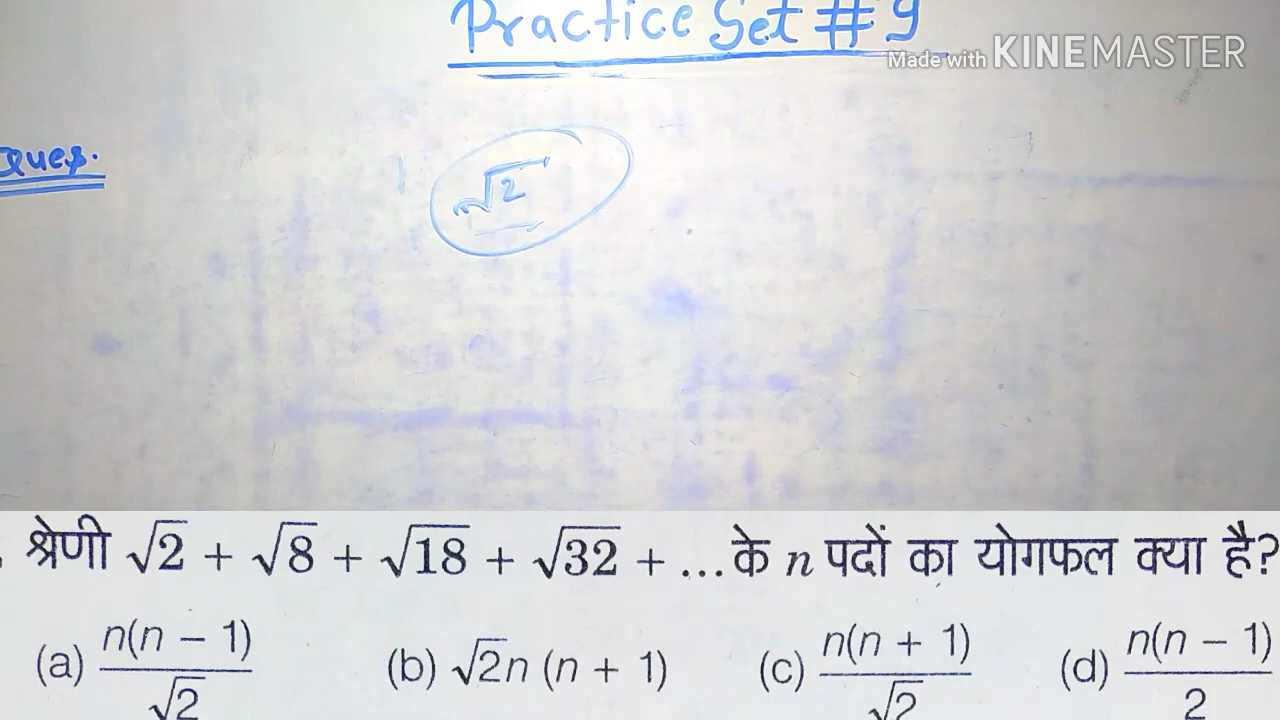 Practice Set #9
Made with KINEMASTER
Ques.
√2
श्रेणी √2 + √8 + √18 + √32 + ... के n पदों का योगफल क्या है?
(a) n(n − 1)/√2 (b) √2n (n + 1) (c) n(n + 1)/√2 (d) n(n − 1)/2